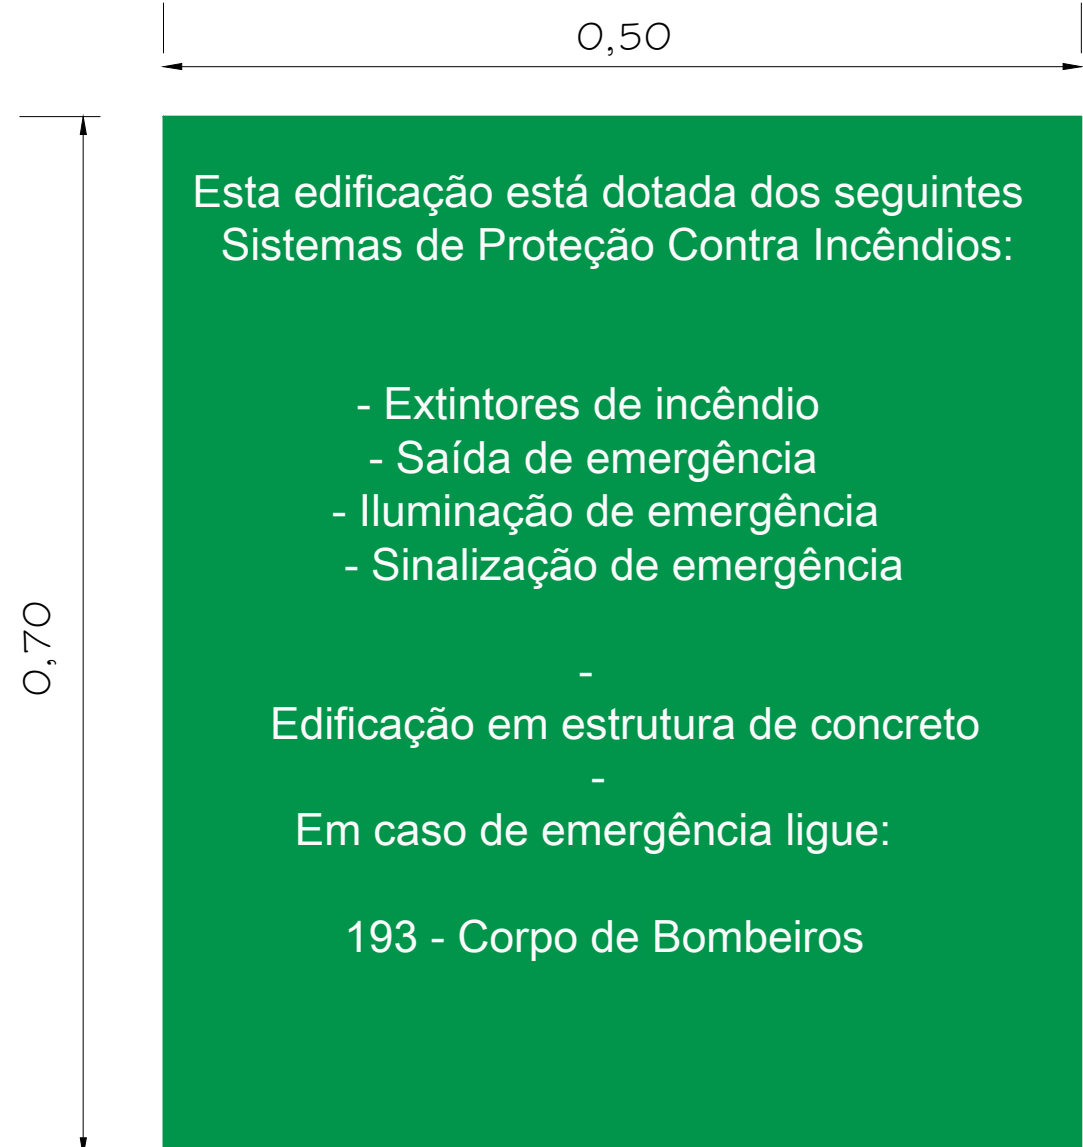 0,50
0,70
Esta edificação está dotada dos seguintes
Sistemas de Proteção Contra Incêndios:
- Extintores de incêndio
- Saída de emergência
- Iluminação de emergência
- Sinalização de emergência
-
Edificação em estrutura de concreto
-
Em caso de emergência ligue:
193 - Corpo de Bombeiros